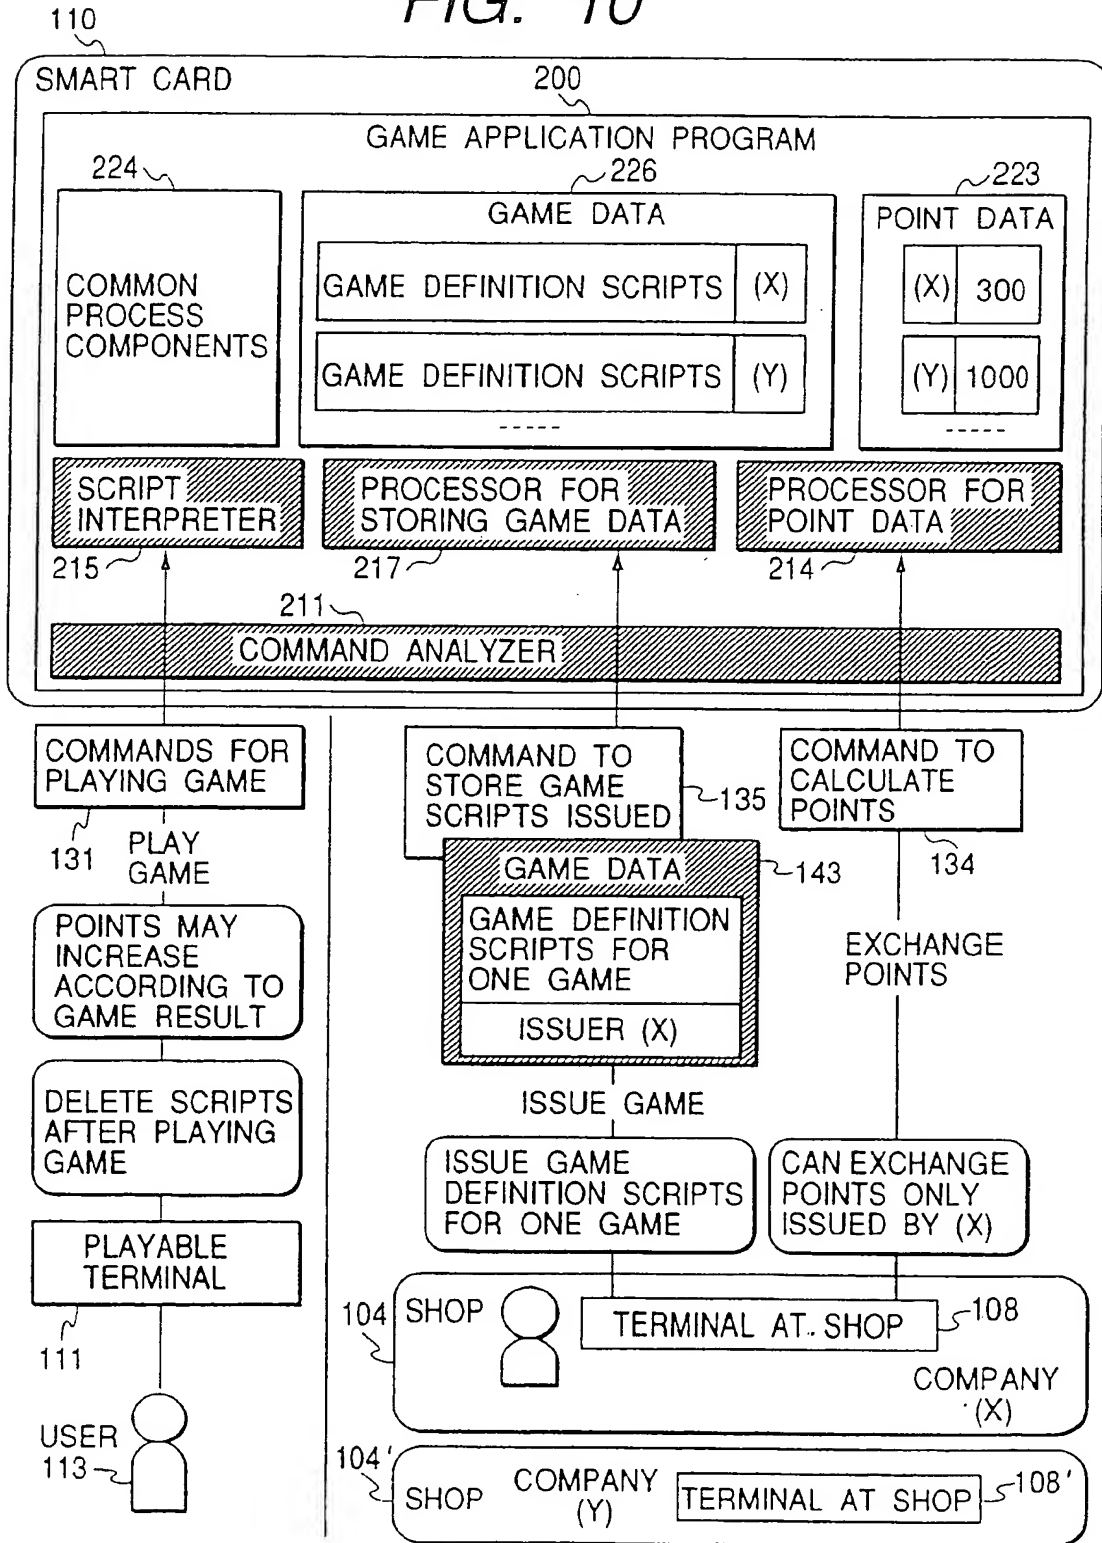 FIG. 10
110
SMART CARD
200
GAME APPLICATION PROGRAM
224
226
223
COMMON
PROCESS
COMPONENTS
GAME DATA
GAME DEFINITION SCRIPTS (X)
GAME DEFINITION SCRIPTS (Y)
-----
POINT DATA
(X) 300
(Y) 1000
-----
SCRIPT
INTERPRETER
215
PROCESSOR FOR
STORING GAME DATA
217
PROCESSOR FOR
POINT DATA
214
211
COMMAND ANALYZER
COMMANDS FOR
PLAYING GAME
131
PLAY
GAME
POINTS MAY
INCREASE
ACCORDING TO
GAME RESULT
DELETE SCRIPTS
AFTER PLAYING
GAME
PLAYABLE
TERMINAL
111
USER
113
COMMAND TO
STORE GAME
SCRIPTS ISSUED
135
GAME DATA
143
GAME DEFINITION
SCRIPTS FOR
ONE GAME
ISSUER (X)
ISSUE GAME
ISSUE GAME
DEFINITION SCRIPTS
FOR ONE GAME
COMMAND TO
CALCULATE
POINTS
134
EXCHANGE
POINTS
CAN EXCHANGE
POINTS ONLY
ISSUED BY (X)
104
SHOP
TERMINAL AT SHOP
108
COMPANY
(X)
104'
SHOP
COMPANY
(Y)
TERMINAL AT SHOP
108'